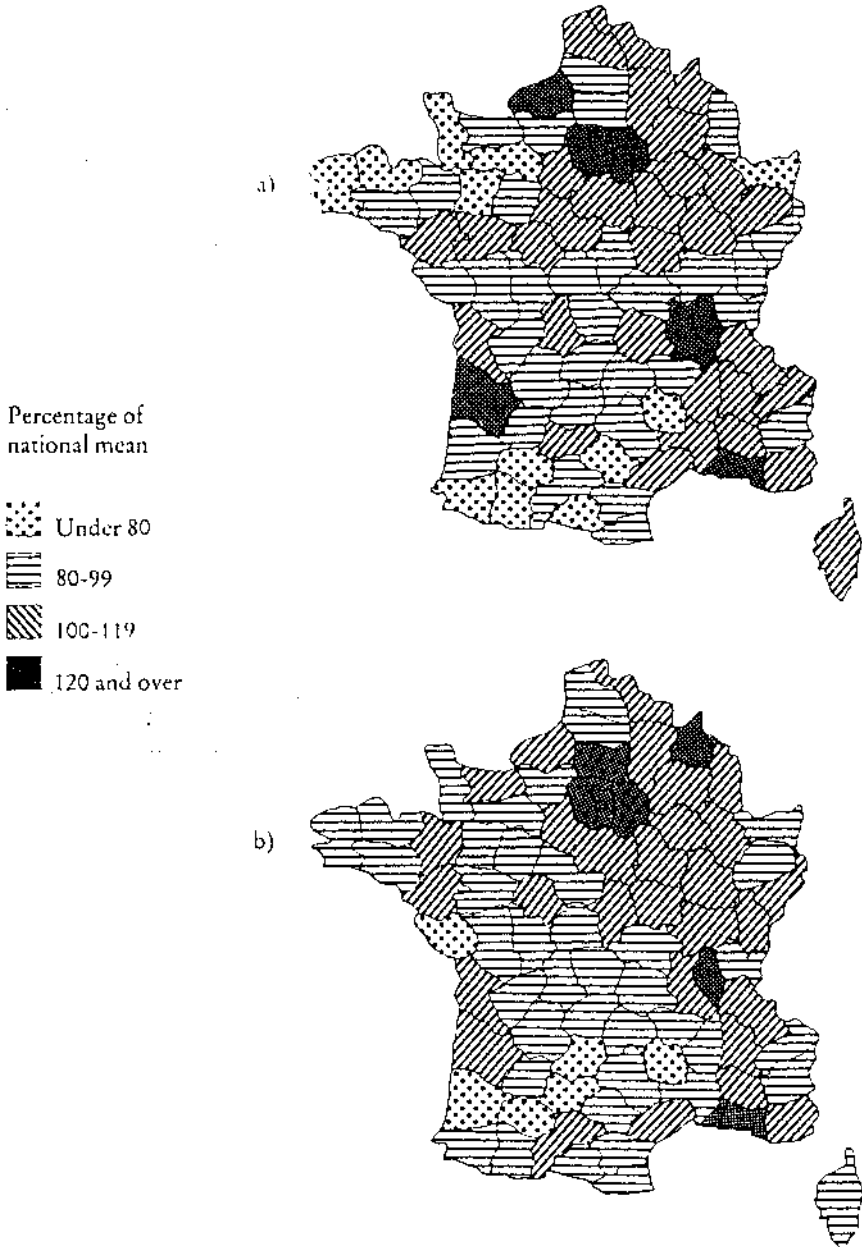 a)
Percentage of
national mean
Under 80
80-99
100-119
120 and over
b)